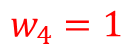 w₄ = 1